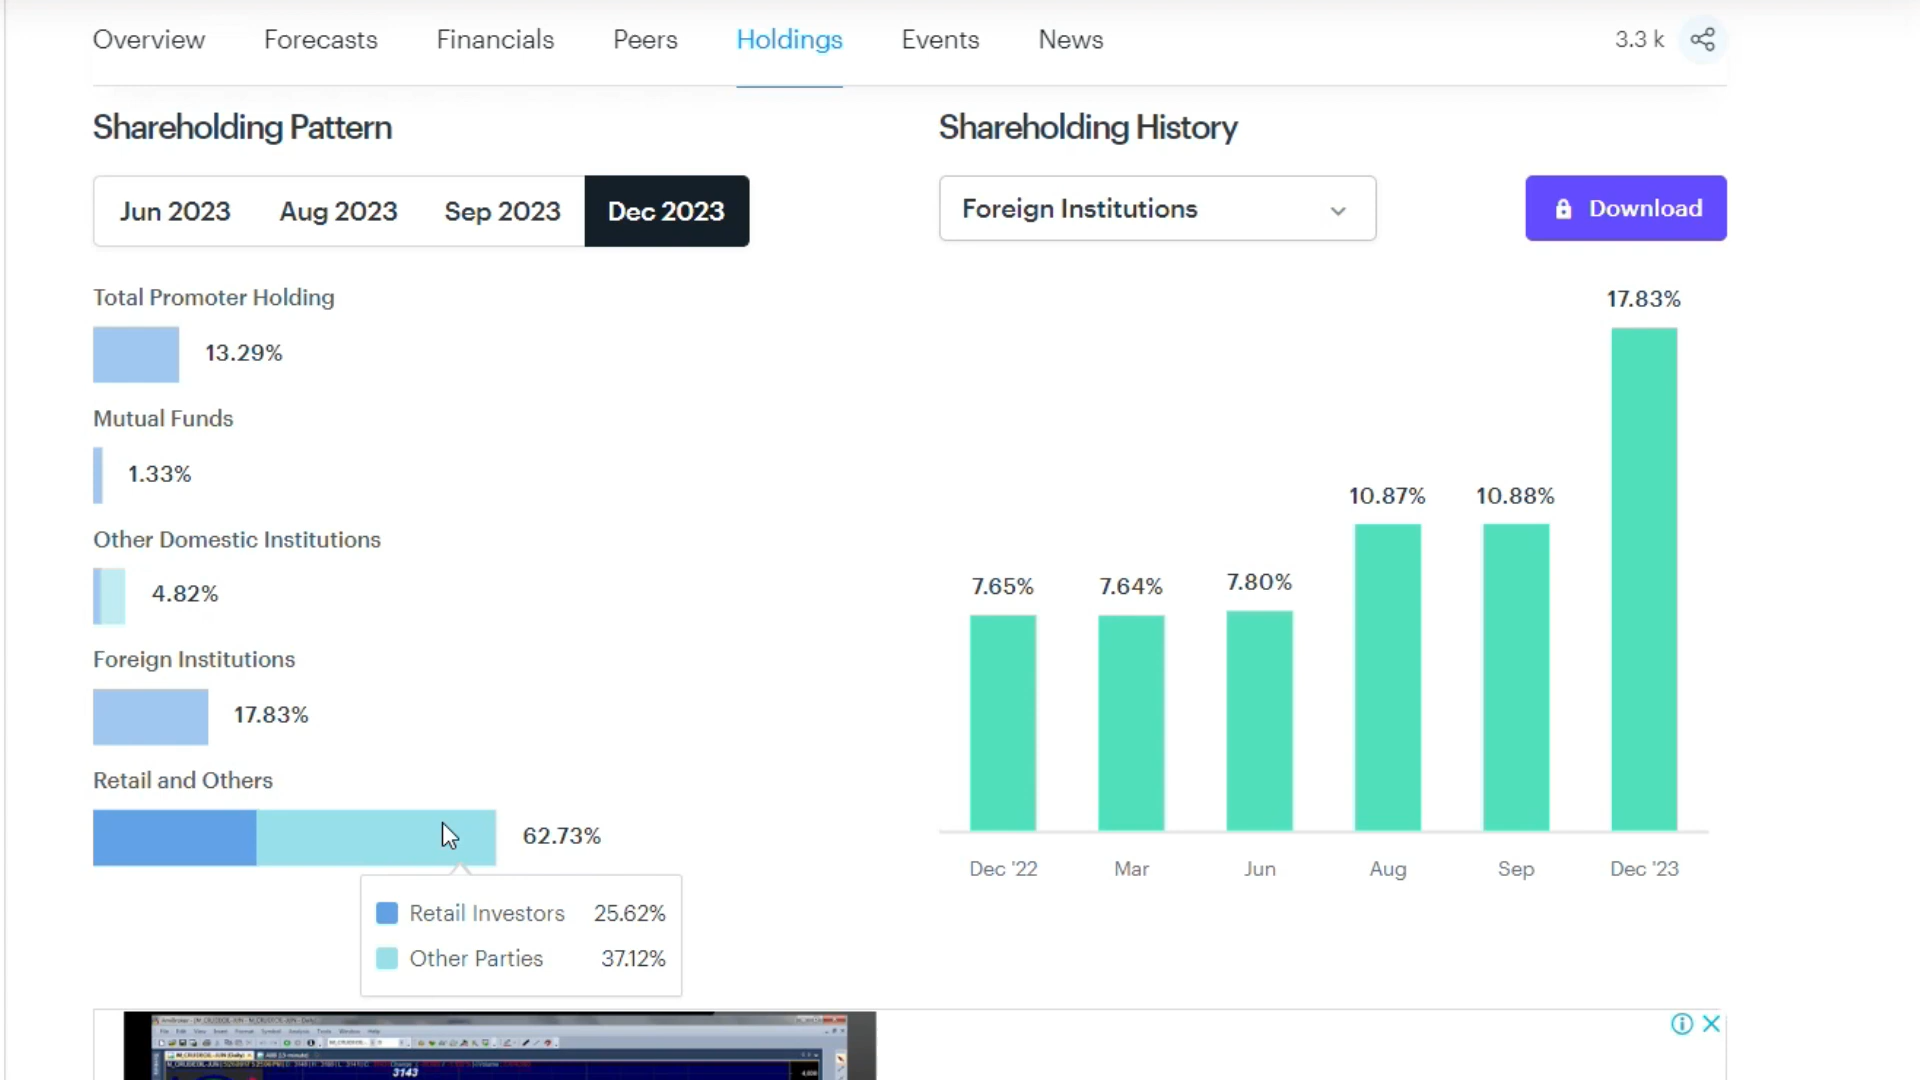 Overview Forecasts Financials Peers Holdings Events News 3.3 k
Shareholding Pattern
Jun 2023 Aug 2023 Sep 2023 Dec 2023
Total Promoter Holding
13.29%
Mutual Funds
1.33%
Other Domestic Institutions
4.82%
Foreign Institutions
17.83%
Retail and Others
62.73%
Retail Investors 25.62%
Other Parties 37.12%
Shareholding History
Foreign Institutions
Download
17.83%
10.87% 10.88%
7.65% 7.64% 7.80%
Dec '22 Mar Jun Aug Sep Dec '23
3143